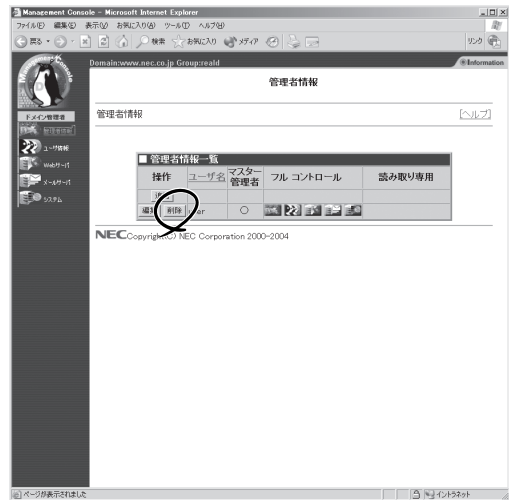 Management Console - Microsoft Internet Explorer
ファイル(F) 編集(E) 表示(V) お気に入り(A) ツール(T) ヘルプ(H)
戻る 検索 お気に入り メディア リンク
Management Console
Domain:www.nec.co.jp Group:reald
Information
管理者情報
ドメイン管理者
管理者情報
ユーザ情報
Webサーバ
メールサーバ
システム
管理者情報 [ヘルプ]
■ 管理者情報一覧
操作 ユーザ名 マスター管理者 フル コントロール 読み取り専用
編集 削除 ○
NEC Copyright(C) NEC Corporation 2000-2004
ページが表示されました イントラネット